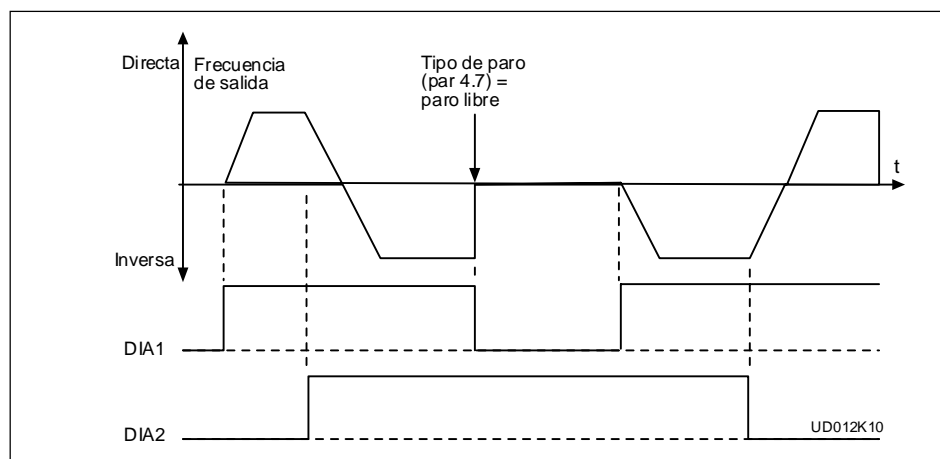 Directa
Frecuencia
de salida
Tipo de paro
(par 4.7) =
paro libre
t
Inversa
DIA1
DIA2
UD012K10